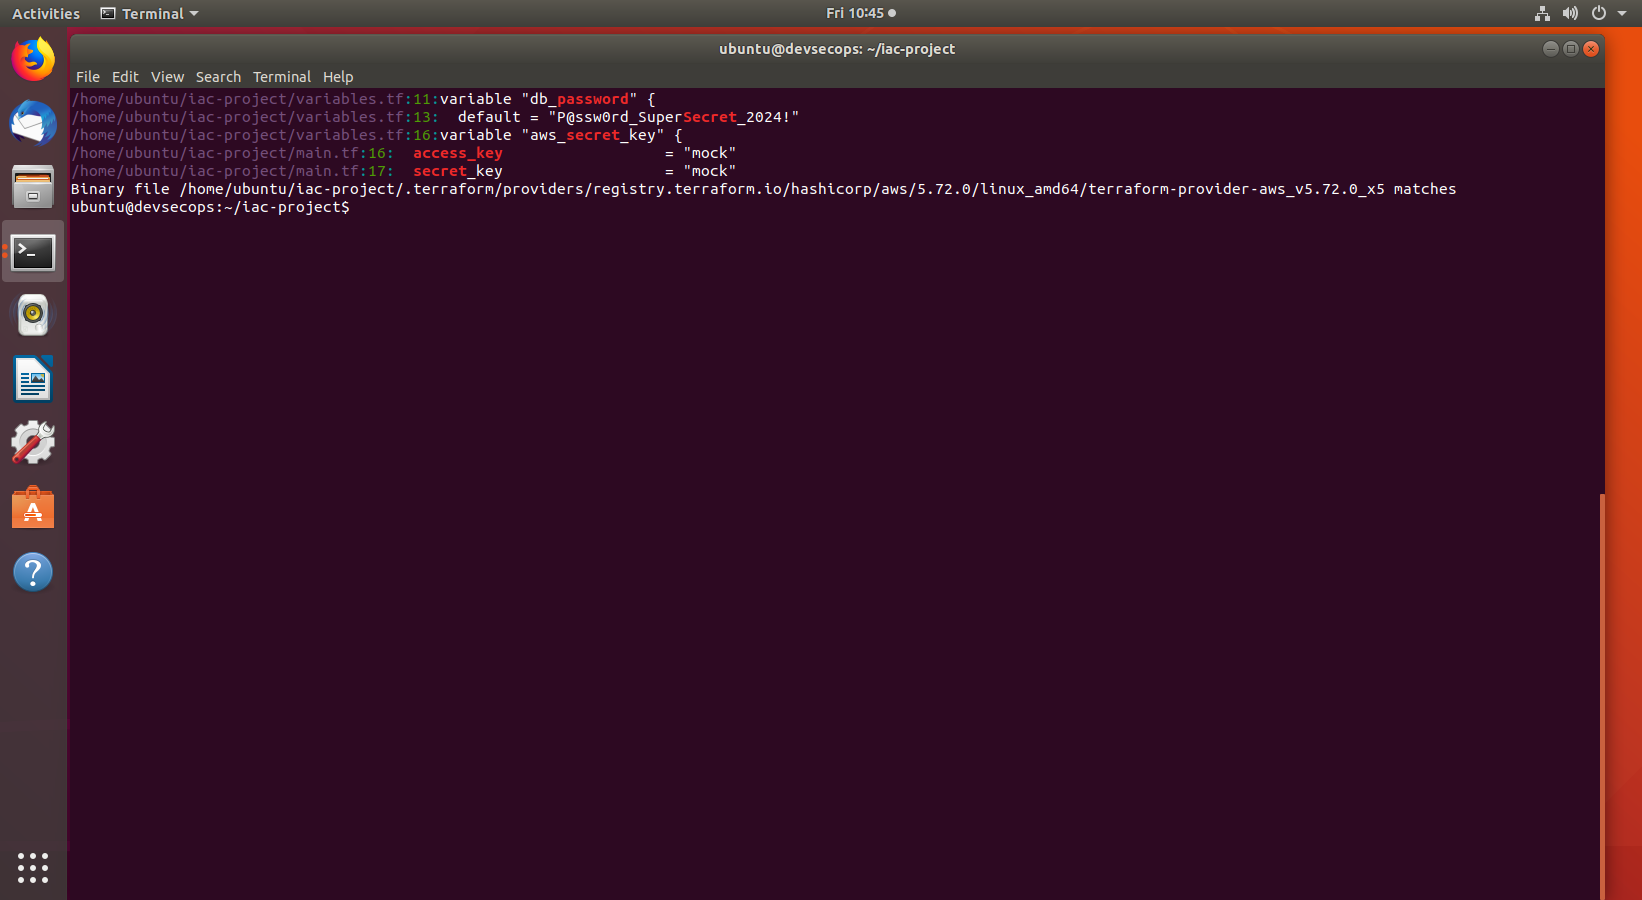 Activities Terminal Fri 10:45
ubuntu@devsecops: ~/iac-project
File Edit View Search Terminal Help
/home/ubuntu/iac-project/variables.tf:11:variable "db_password" {
/home/ubuntu/iac-project/variables.tf:13:  default = "P@ssw0rd_SuperSecret_2024!"
/home/ubuntu/iac-project/variables.tf:16:variable "aws_secret_key" {
/home/ubuntu/iac-project/main.tf:16:  access_key                  = "mock"
/home/ubuntu/iac-project/main.tf:17:  secret_key                  = "mock"
Binary file /home/ubuntu/iac-project/.terraform/providers/registry.terraform.io/hashicorp/aws/5.72.0/linux_amd64/terraform-provider-aws_v5.72.0_x5 matches
ubuntu@devsecops:~/iac-project$